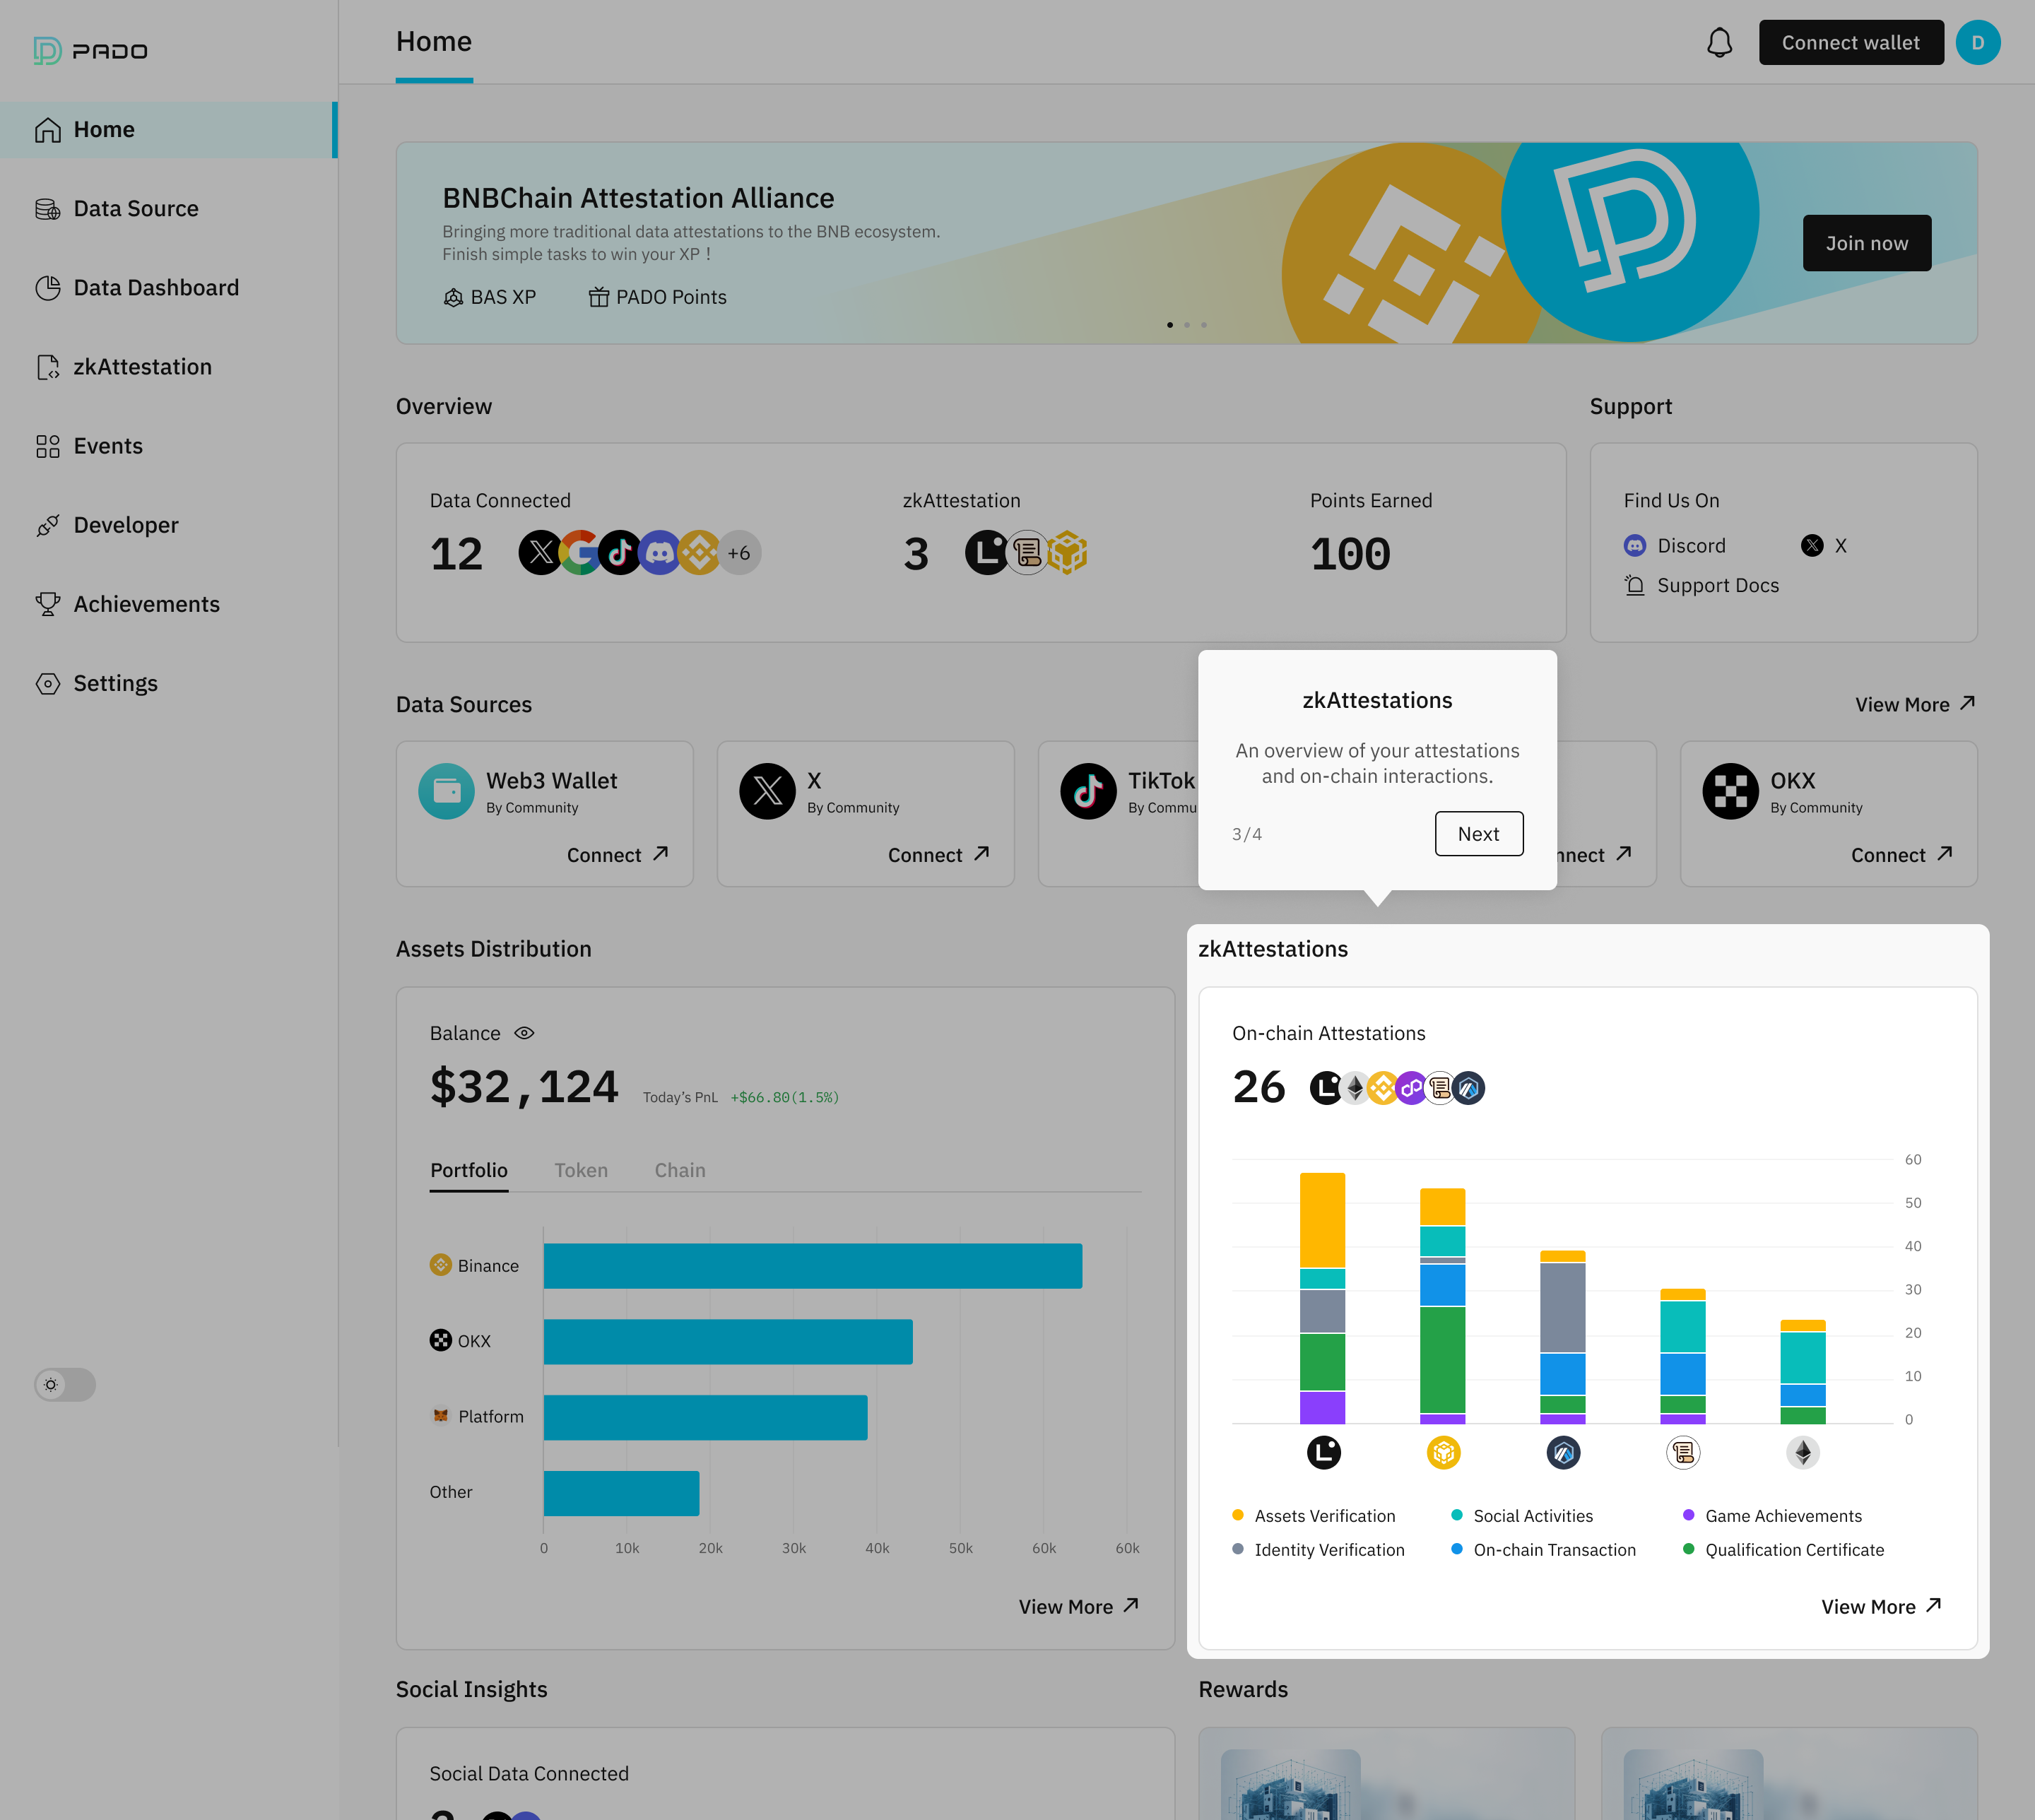 PADO
Home
Connect wallet
D
Home
Data Source
Data Dashboard
zkAttestation
Events
Developer
Achievements
Settings
BNBChain Attestation Alliance
Bringing more traditional data attestations to the BNB ecosystem.
Finish simple tasks to win your XP !
BAS XP
PADO Points
Join now
Overview
Data Connected
12
+6
zkAttestation
3
Points Earned
100
Support
Find Us On
Discord
X
Support Docs
Data Sources
View More
Web3 Wallet
By Community
Connect
X
By Community
Connect
TikTok
By Commu
nnect
OKX
By Community
Connect
zkAttestations
An overview of your attestations
and on-chain interactions.
3/4
Next
Assets Distribution
Balance
$32,124
Today's PnL +$66.80(1.5%)
Portfolio
Token
Chain
Binance
OKX
Platform
Other
0 10k 20k 30k 40k 50k 60k 60k
View More
zkAttestations
On-chain Attestations
26
60
50
40
30
20
10
0
Assets Verification
Social Activities
Game Achievements
Identity Verification
On-chain Transaction
Qualification Certificate
View More
Social Insights
Social Data Connected
Rewards